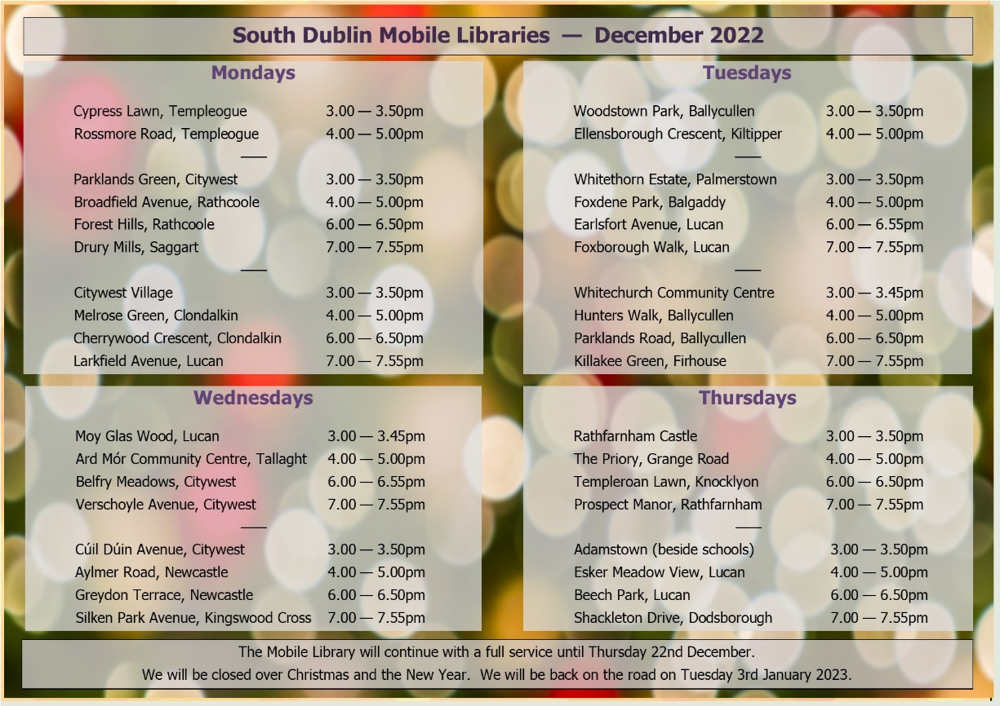 South Dublin Mobile Libraries — December 2022
Mondays
Cypress Lawn, Templeogue 3.00 — 3.50pm
Rossmore Road, Templeogue 4.00 — 5.00pm
Parklands Green, Citywest 3.00 — 3.50pm
Broadfield Avenue, Rathcoole 4.00 — 5.00pm
Forest Hills, Rathcoole 6.00 — 6.50pm
Drury Mills, Saggart 7.00 — 7.55pm
Citywest Village 3.00 — 3.50pm
Melrose Green, Clondalkin 4.00 — 5.00pm
Cherrywood Crescent, Clondalkin 6.00 — 6.50pm
Larkfield Avenue, Lucan 7.00 — 7.55pm
Tuesdays
Woodstown Park, Ballycullen 3.00 — 3.50pm
Ellensborough Crescent, Kiltipper 4.00 — 5.00pm
Whitethorn Estate, Palmerstown 3.00 — 3.50pm
Foxdene Park, Balgaddy 4.00 — 5.00pm
Earlsfort Avenue, Lucan 6.00 — 6.55pm
Foxborough Walk, Lucan 7.00 — 7.55pm
Whitechurch Community Centre 3.00 — 3.45pm
Hunters Walk, Ballycullen 4.00 — 5.00pm
Parklands Road, Ballycullen 6.00 — 6.50pm
Killakee Green, Firhouse 7.00 — 7.55pm
Wednesdays
Moy Glas Wood, Lucan 3.00 — 3.45pm
Ard Mór Community Centre, Tallaght 4.00 — 5.00pm
Belfry Meadows, Citywest 6.00 — 6.55pm
Verschoyle Avenue, Citywest 7.00 — 7.55pm
Cúil Dúin Avenue, Citywest 3.00 — 3.50pm
Aylmer Road, Newcastle 4.00 — 5.00pm
Greydon Terrace, Newcastle 6.00 — 6.50pm
Silken Park Avenue, Kingswood Cross 7.00 — 7.55pm
Thursdays
Rathfarnham Castle 3.00 — 3.50pm
The Priory, Grange Road 4.00 — 5.00pm
Templeroan Lawn, Knocklyon 6.00 — 6.50pm
Prospect Manor, Rathfarnham 7.00 — 7.55pm
Adamstown (beside schools) 3.00 — 3.50pm
Esker Meadow View, Lucan 4.00 — 5.00pm
Beech Park, Lucan 6.00 — 6.50pm
Shackleton Drive, Dodsborough 7.00 — 7.55pm
The Mobile Library will continue with a full service until Thursday 22nd December.
We will be closed over Christmas and the New Year. We will be back on the road on Tuesday 3rd January 2023.